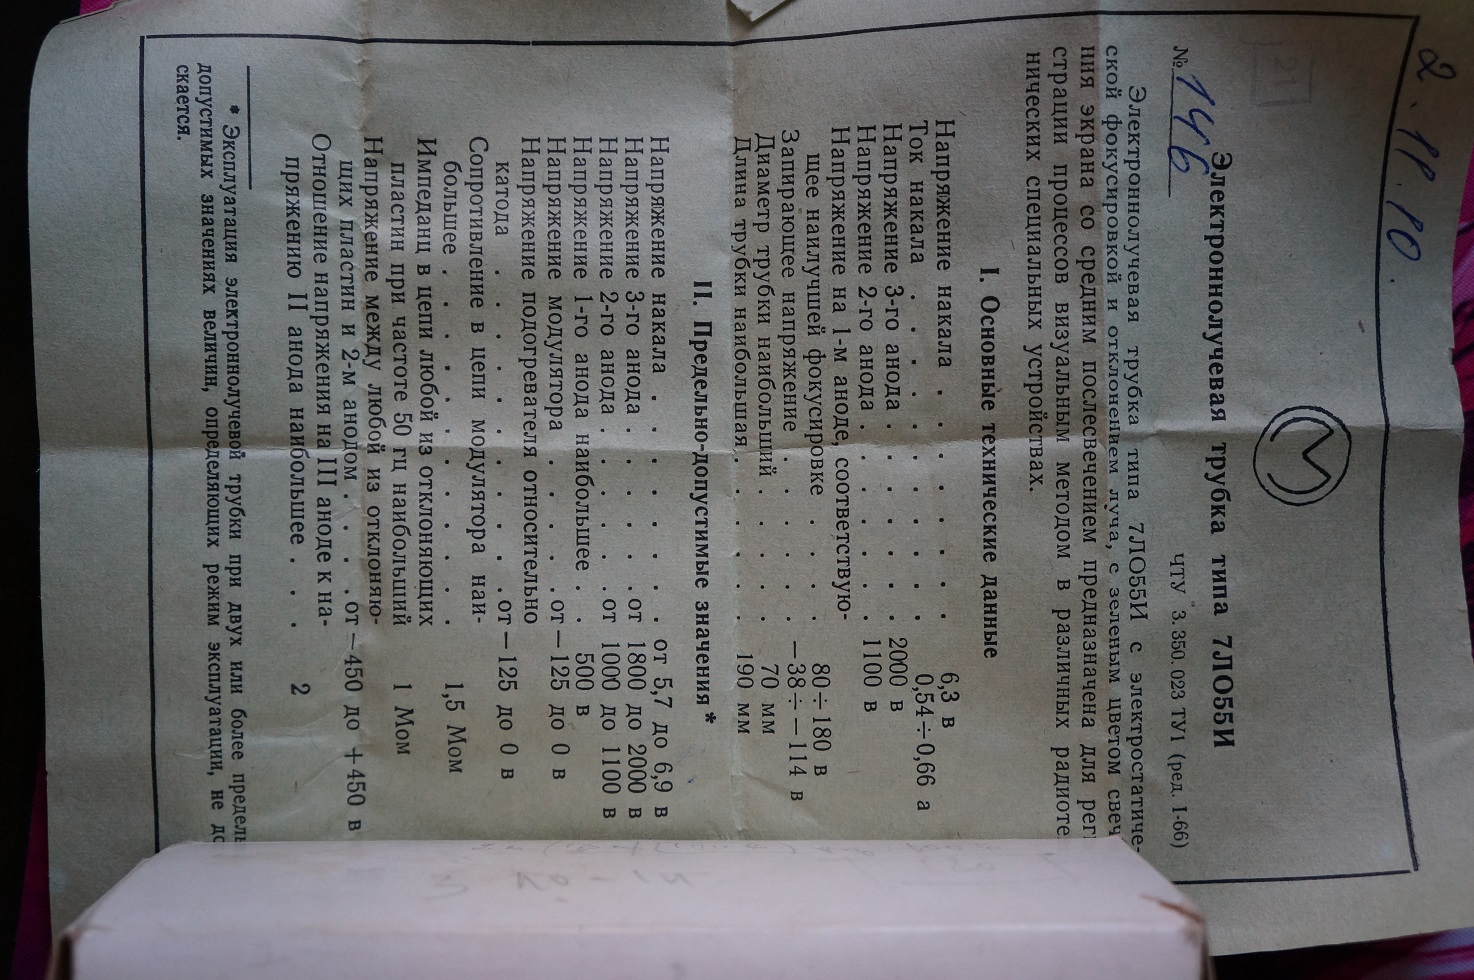 2.11.70.
Электроннолучевая трубка типа 7ЛО55И
№ 146
ЧТУ 3.350.023 ТУ1 (ред. 1-66)
Электроннолучевая трубка типа 7ЛО55И с электростатиче-
ской фокусировкой и отклонением луча, с зеленым цветом свеч
ния экрана со средним послесвечением предназначена для рег
страции процессов визуальным методом в различных радиоте
нических специальных устройствах.
I. Основные технические данные
Напряжение накала . . . . . . 6,3 в
Ток накала . . . . . . . 0,54÷0,66 а
Напряжение 3-го анода . . . . . 2000 в
Напряжение 2-го анода . . . . . 1100 в
Напряжение на 1-м аноде, соответствую-
щее наилучшей фокусировке . . . 80÷180 в
Запирающее напряжение . . . . −38÷−114 в
Диаметр трубки наибольший . . . . 70 мм
Длина трубки наибольшая . . . . . 190 мм
II. Предельно-допустимые значения *
Напряжение накала . . . . . . от 5,7 до 6,9 в
Напряжение 3-го анода . . . . . от 1800 до 2000 в
Напряжение 2-го анода . . . . . от 1000 до 1100 в
Напряжение 1-го анода наибольшее . . 500 в
Напряжение модулятора . . . . от −125 до 0 в
Напряжение подогревателя относительно
катода . . . . . . . . от −125 до 0 в
Сопротивление в цепи модулятора наи-
большее . . . . . . . . . 1,5 Мом
Импеданц в цепи любой из отклоняющих
пластин при частоте 50 гц наибольший 1 Мом
Напряжение между любой из отклоняю-
щих пластин и 2-м анодом . . . . от −450 до +450 в
Отношение напряжения на III аноде к на-
пряжению II анода наибольшее . . . 2
* Эксплуатация электроннолучевой трубки при двух или более предель
допустимых значениях величин, определяющих режим эксплуатации, не до
скается.